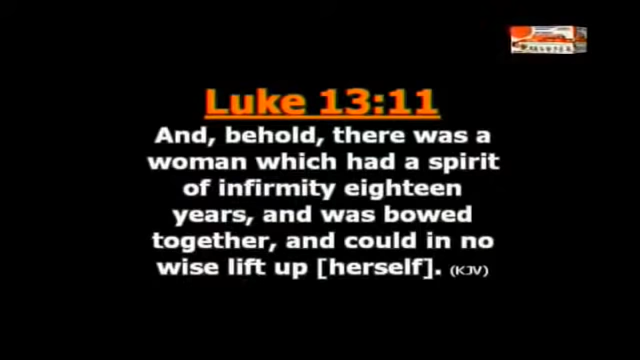 Luke 13:11
And, behold, there was a
woman which had a spirit
of infirmity eighteen
years, and was bowed
together, and could in no
wise lift up [herself]. (KJV)